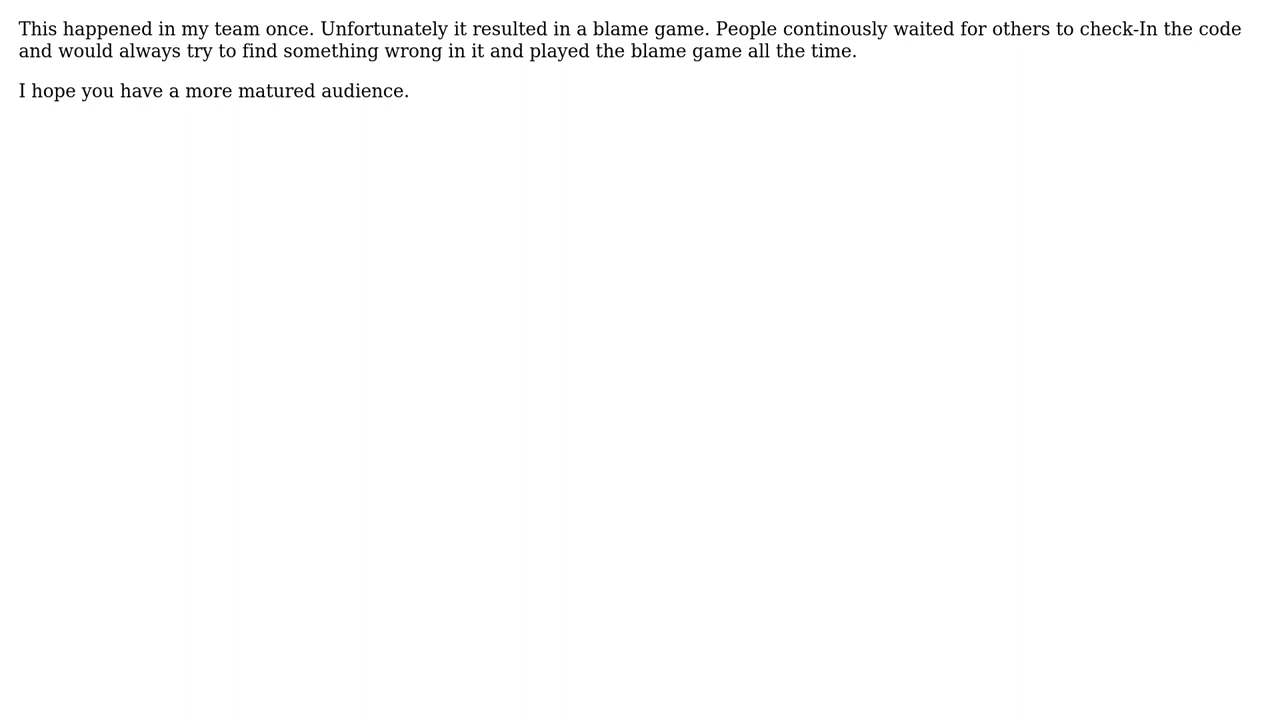 This happened in my team once. Unfortunately it resulted in a blame game. People continously waited for others to check-In the code
and would always try to find something wrong in it and played the blame game all the time.
I hope you have a more matured audience.